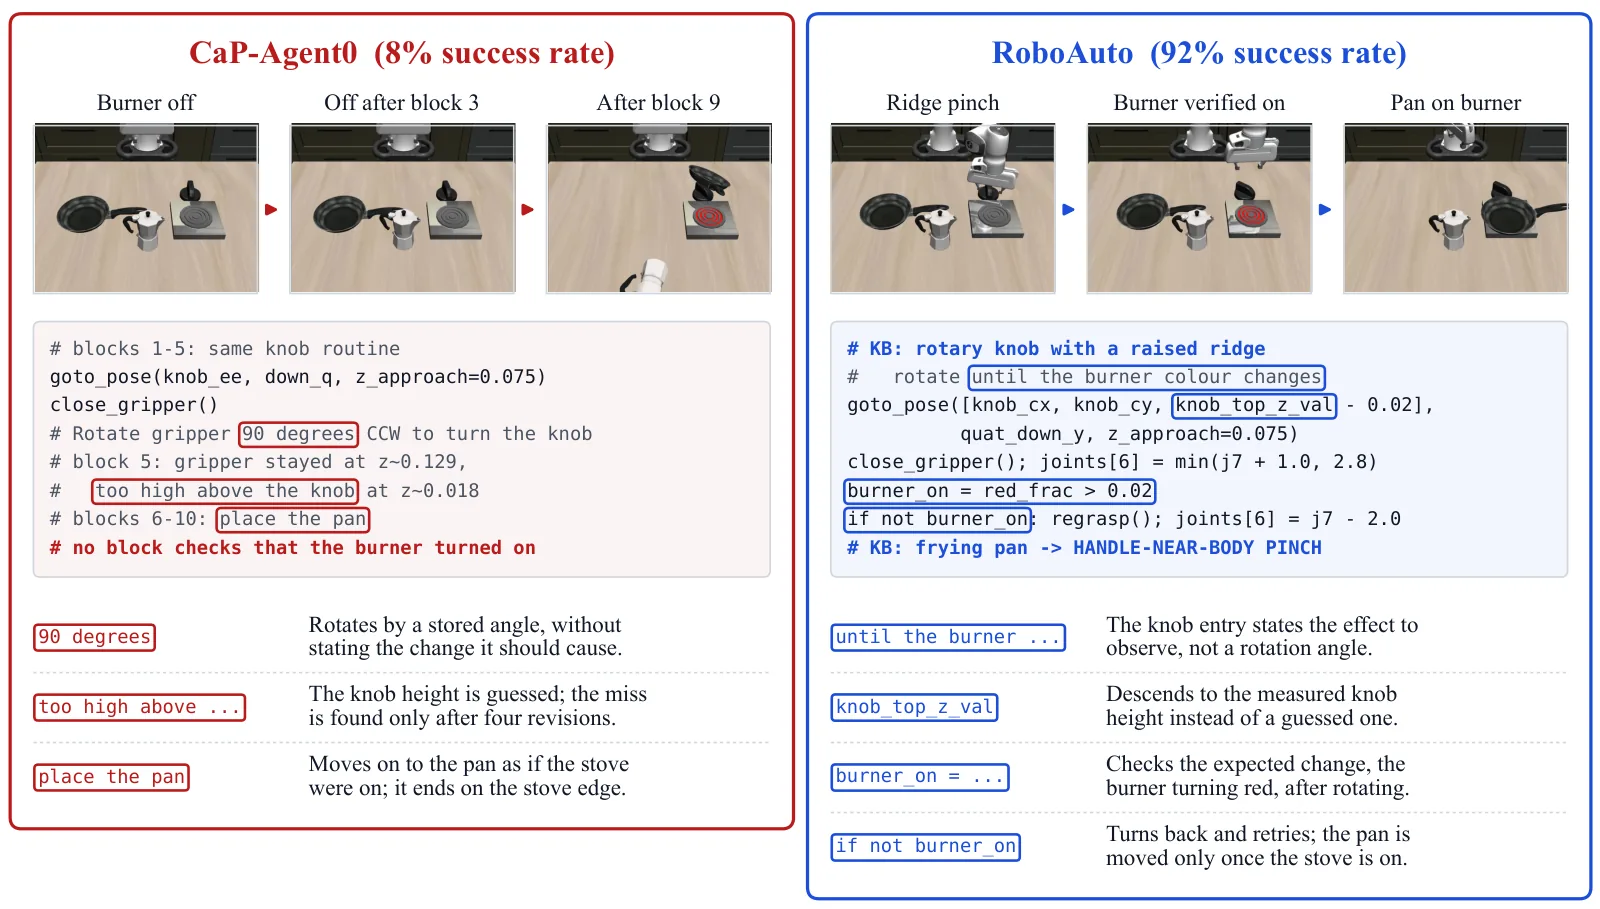 CaP-Agent0 (8% success rate)
Burner off
Off after block 3
After block 9
# blocks 1-5: same knob routine
goto_pose(knob_ee, down_q, z_approach=0.075)
close_gripper()
# Rotate gripper 90 degrees CCW to turn the knob
# block 5: gripper stayed at z~0.129,
#   too high above the knob at z~0.018
# blocks 6-10: place the pan
# no block checks that the burner turned on
90 degrees
Rotates by a stored angle, without
stating the change it should cause.
too high above ...
The knob height is guessed; the miss
is found only after four revisions.
place the pan
Moves on to the pan as if the stove
were on; it ends on the stove edge.
RoboAuto (92% success rate)
Ridge pinch
Burner verified on
Pan on burner
# KB: rotary knob with a raised ridge
#   rotate until the burner colour changes
goto_pose([knob_cx, knob_cy, knob_top_z_val - 0.02],
          quat_down_y, z_approach=0.075)
close_gripper(); joints[6] = min(j7 + 1.0, 2.8)
burner_on = red_frac > 0.02
if not burner_on: regrasp(); joints[6] = j7 - 2.0
# KB: frying pan -> HANDLE-NEAR-BODY PINCH
until the burner ...
The knob entry states the effect to
observe, not a rotation angle.
knob_top_z_val
Descends to the measured knob
height instead of a guessed one.
burner_on = ...
Checks the expected change, the
burner turning red, after rotating.
if not burner_on
Turns back and retries; the pan is
moved only once the stove is on.